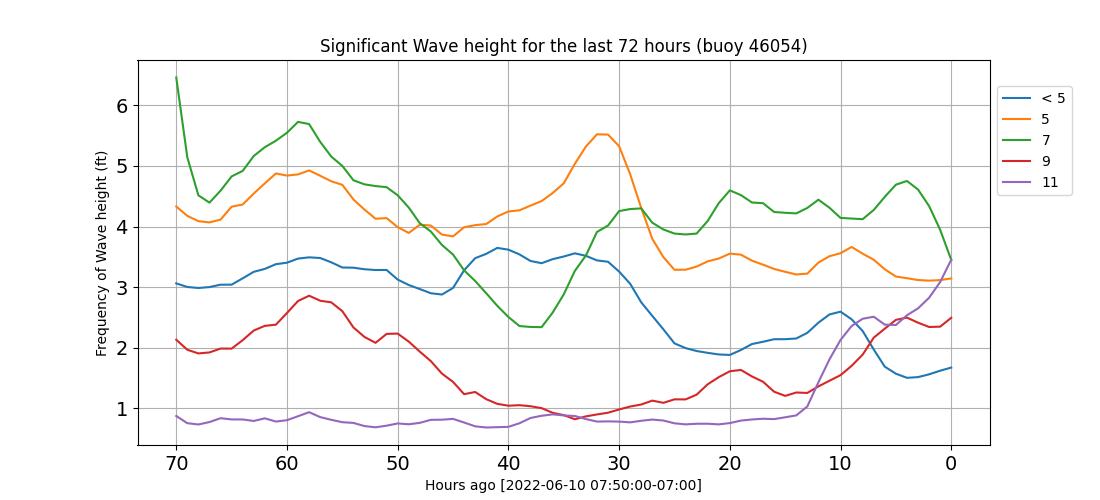 Significant Wave height for the last 72 hours (buoy 46054)
Frequency of Wave height (ft)
6
5
4
3
2
1
70 60 50 40 30 20 10 0
Hours ago [2022-06-10 07:50:00-07:00]
< 5
5
7
9
11